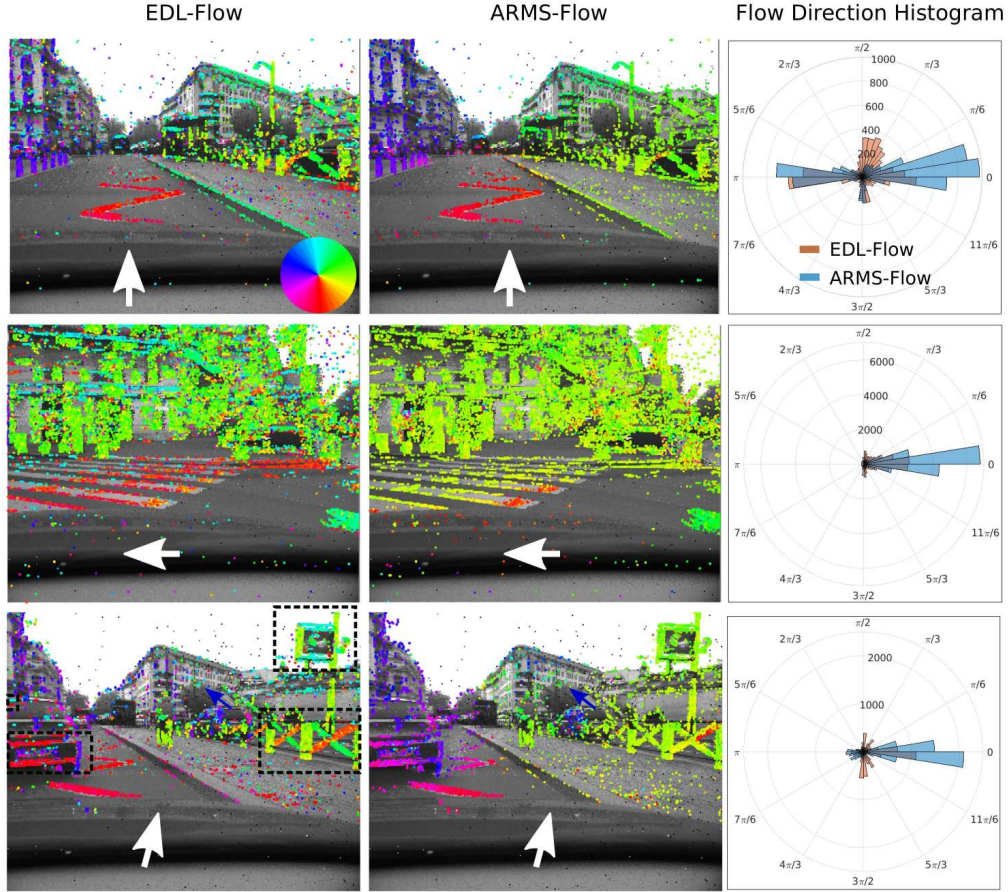 EDL-Flow ARMS-Flow Flow Direction Histogram
π/2
2π/3 1000 π/3
800
5π/6 600 π/6
400
200
π 0
7π/6 11π/6
EDL-Flow
ARMS-Flow
4π/3 5π/3
3π/2
π/2
2π/3 6000 π/3
5π/6 4000 π/6
2000
π 0
7π/6 11π/6
4π/3 5π/3
3π/2
π/2
2π/3 2000 π/3
5π/6 1000 π/6
π 0
7π/6 11π/6
4π/3 5π/3
3π/2